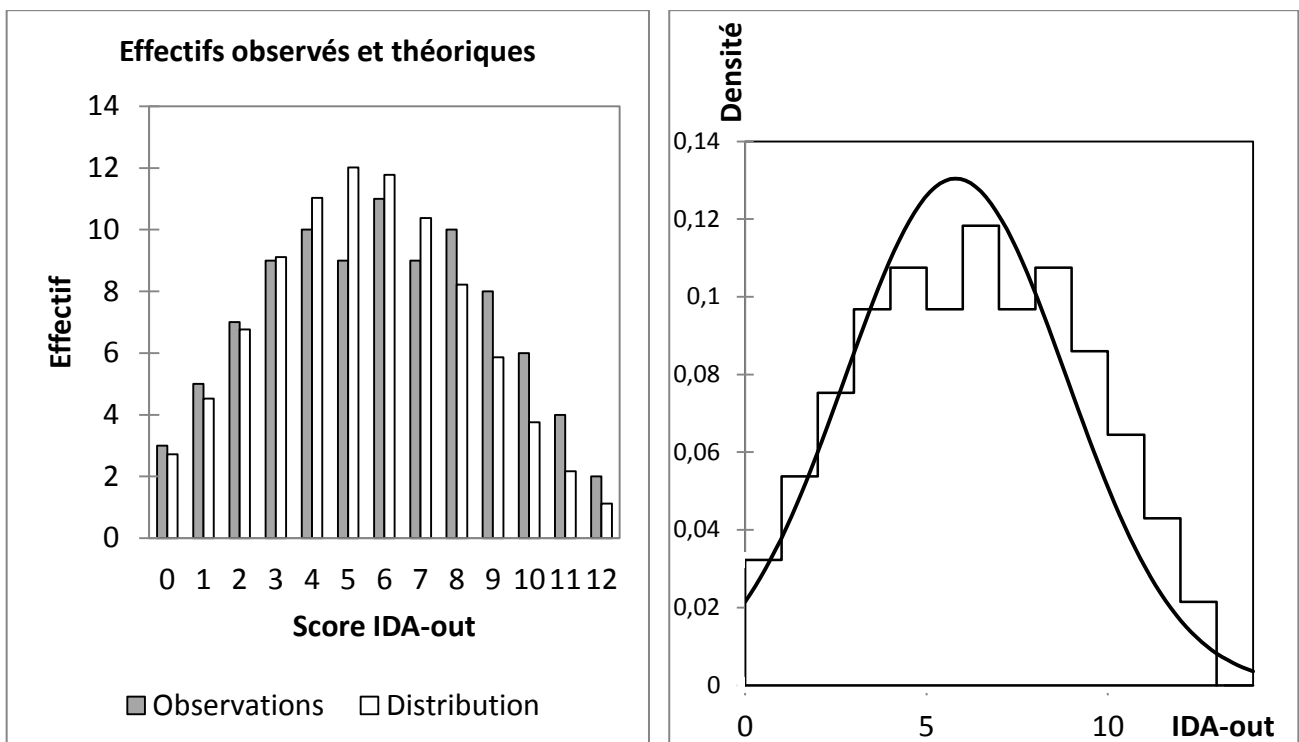 Effectifs observés et théoriques
14
12
10
8
6
4
2
0
Effectif
0 1 2 3 4 5 6 7 8 9 10 11 12
Score IDA-out
Observations Distribution
Densité
0,14
0,12
0,1
0,08
0,06
0,04
0,02
0
0 5 10 IDA-out